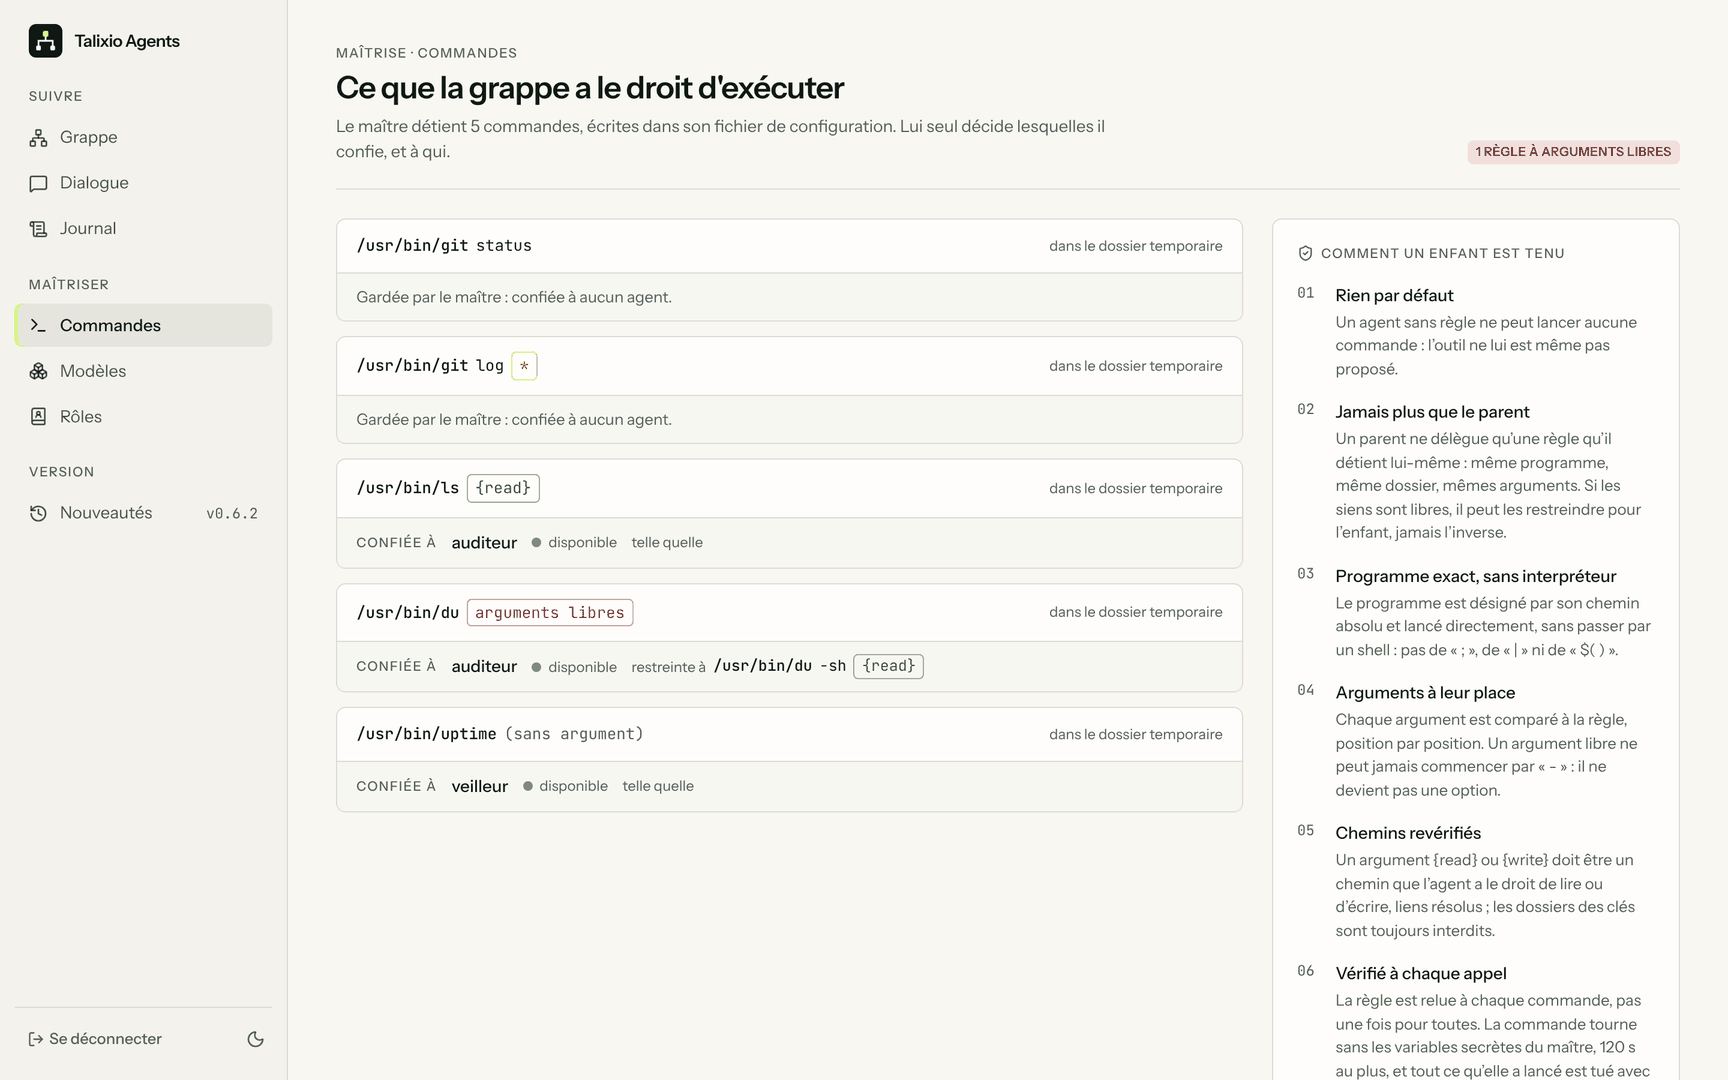 Talixio Agents
SUIVRE
Grappe
Dialogue
Journal
MAÎTRISER
Commandes
Modèles
Rôles
VERSION
Nouveautés v0.6.2
Se déconnecter
MAÎTRISE · COMMANDES
Ce que la grappe a le droit d'exécuter
Le maître détient 5 commandes, écrites dans son fichier de configuration. Lui seul décide lesquelles il
confie, et à qui.
1 RÈGLE À ARGUMENTS LIBRES
/usr/bin/git status dans le dossier temporaire
Gardée par le maître : confiée à aucun agent.
/usr/bin/git log * dans le dossier temporaire
Gardée par le maître : confiée à aucun agent.
/usr/bin/ls {read} dans le dossier temporaire
CONFIÉE À auditeur disponible telle quelle
/usr/bin/du arguments libres dans le dossier temporaire
CONFIÉE À auditeur disponible restreinte à /usr/bin/du -sh {read}
/usr/bin/uptime (sans argument) dans le dossier temporaire
CONFIÉE À veilleur disponible telle quelle
COMMENT UN ENFANT EST TENU
01 Rien par défaut
Un agent sans règle ne peut lancer aucune
commande : l’outil ne lui est même pas
proposé.
02 Jamais plus que le parent
Un parent ne délègue qu’une règle qu’il
détient lui-même : même programme,
même dossier, mêmes arguments. Si les
siens sont libres, il peut les restreindre pour
l’enfant, jamais l’inverse.
03 Programme exact, sans interpréteur
Le programme est désigné par son chemin
absolu et lancé directement, sans passer par
un shell : pas de « ; », de « | » ni de « $( ) ».
04 Arguments à leur place
Chaque argument est comparé à la règle,
position par position. Un argument libre ne
peut jamais commencer par « - » : il ne
devient pas une option.
05 Chemins revérifiés
Un argument {read} ou {write} doit être un
chemin que l’agent a le droit de lire ou
d’écrire, liens résolus ; les dossiers des clés
sont toujours interdits.
06 Vérifié à chaque appel
La règle est relue à chaque commande, pas
une fois pour toutes. La commande tourne
sans les variables secrètes du maître, 120 s
au plus, et tout ce qu’elle a lancé est tué avec